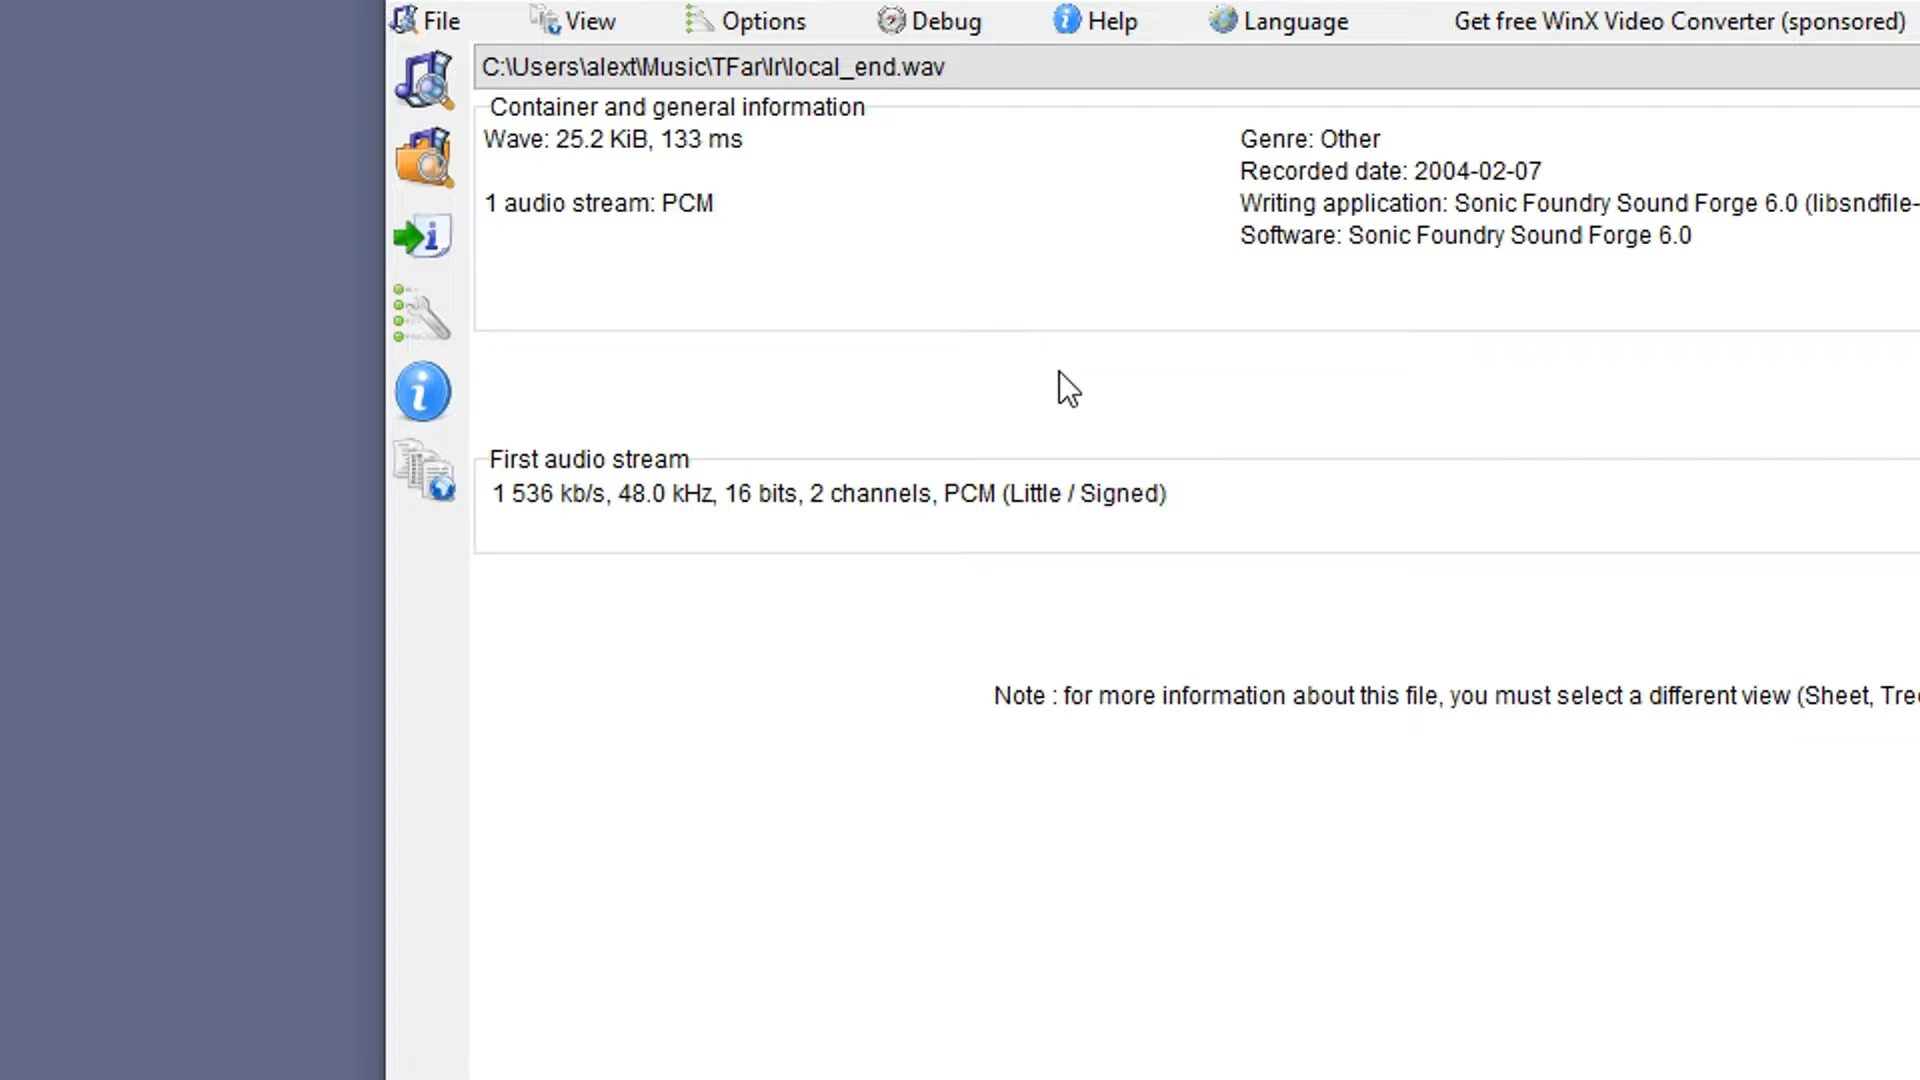 File View Options Debug Help Language Get free WinX Video Converter (sponsored)
C:\Users\alext\Music\TFar\lr\local_end.wav
Container and general information
Wave: 25.2 KiB, 133 ms
1 audio stream: PCM
Genre: Other
Recorded date: 2004-02-07
Writing application: Sonic Foundry Sound Forge 6.0 (libsndfile-
Software: Sonic Foundry Sound Forge 6.0
First audio stream
1 536 kb/s, 48.0 kHz, 16 bits, 2 channels, PCM (Little / Signed)
Note : for more information about this file, you must select a different view (Sheet, Tree